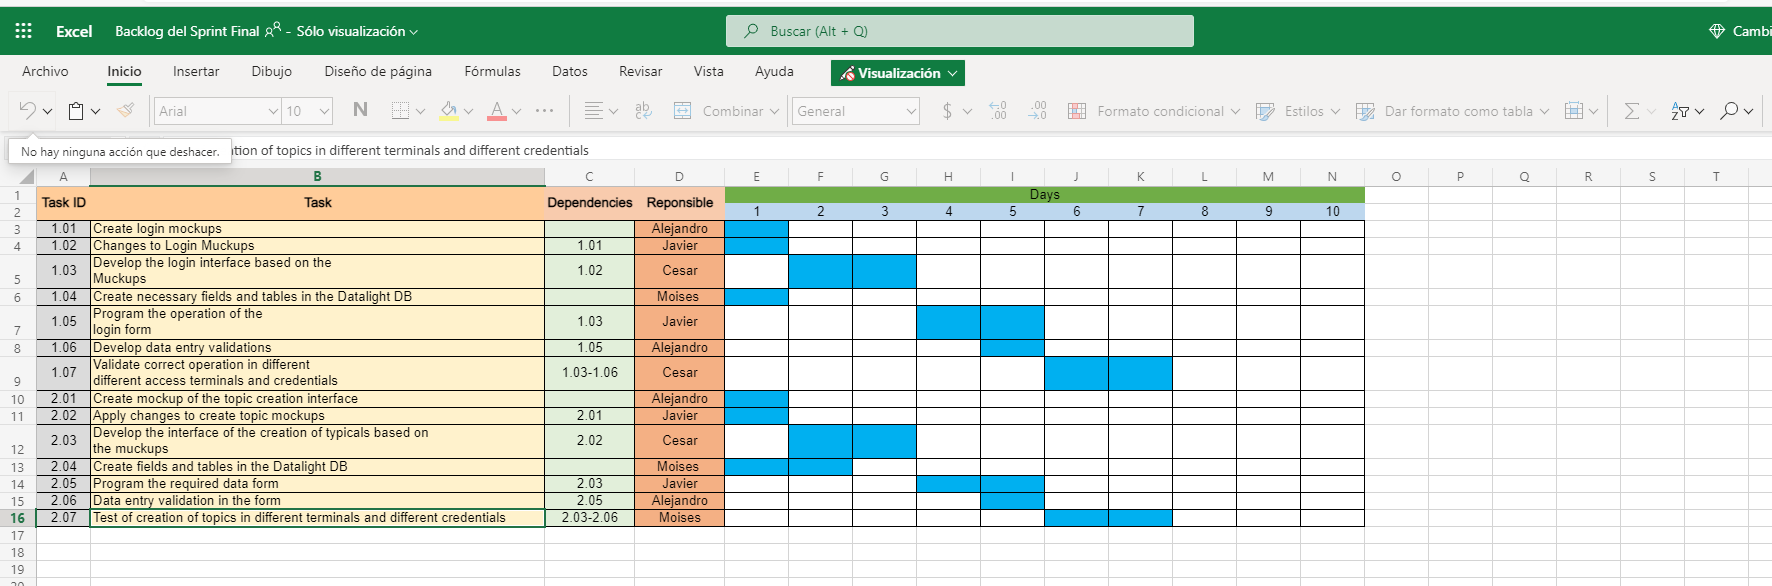 Excel Backlog del Sprint Final - Sólo visualización Buscar (Alt + Q)
Archivo Inicio Insertar Dibujo Diseño de página Fórmulas Datos Revisar Vista Ayuda Visualización
Arial 10 N A ab Combinar General $ Formato condicional Estilos Dar formato como tabla
No hay ninguna acción que deshacer. of topics in different terminals and different credentials
A B C D E F G H I J K L M N O P Q R S T
1 Task ID Task Dependencies Reponsible Days
2 1 2 3 4 5 6 7 8 9 10
3 1.01 Create login mockups Alejandro
4 1.02 Changes to Login Muckups 1.01 Javier
Develop the login interface based on the
5 1.03 Muckups 1.02 Cesar
6 1.04 Create necessary fields and tables in the Datalight DB Moises
Program the operation of the
7 1.05 login form 1.03 Javier
8 1.06 Develop data entry validations 1.05 Alejandro
Validate correct operation in different
9 1.07 different access terminals and credentials 1.03-1.06 Cesar
10 2.01 Create mockup of the topic creation interface Alejandro
11 2.02 Apply changes to create topic mockups 2.01 Javier
Develop the interface of the creation of typicals based on
12 2.03 the muckups 2.02 Cesar
13 2.04 Create fields and tables in the Datalight DB Moises
14 2.05 Program the required data form 2.03 Javier
15 2.06 Data entry validation in the form 2.05 Alejandro
16 2.07 Test of creation of topics in different terminals and different credentials 2.03-2.06 Moises
17
18
19